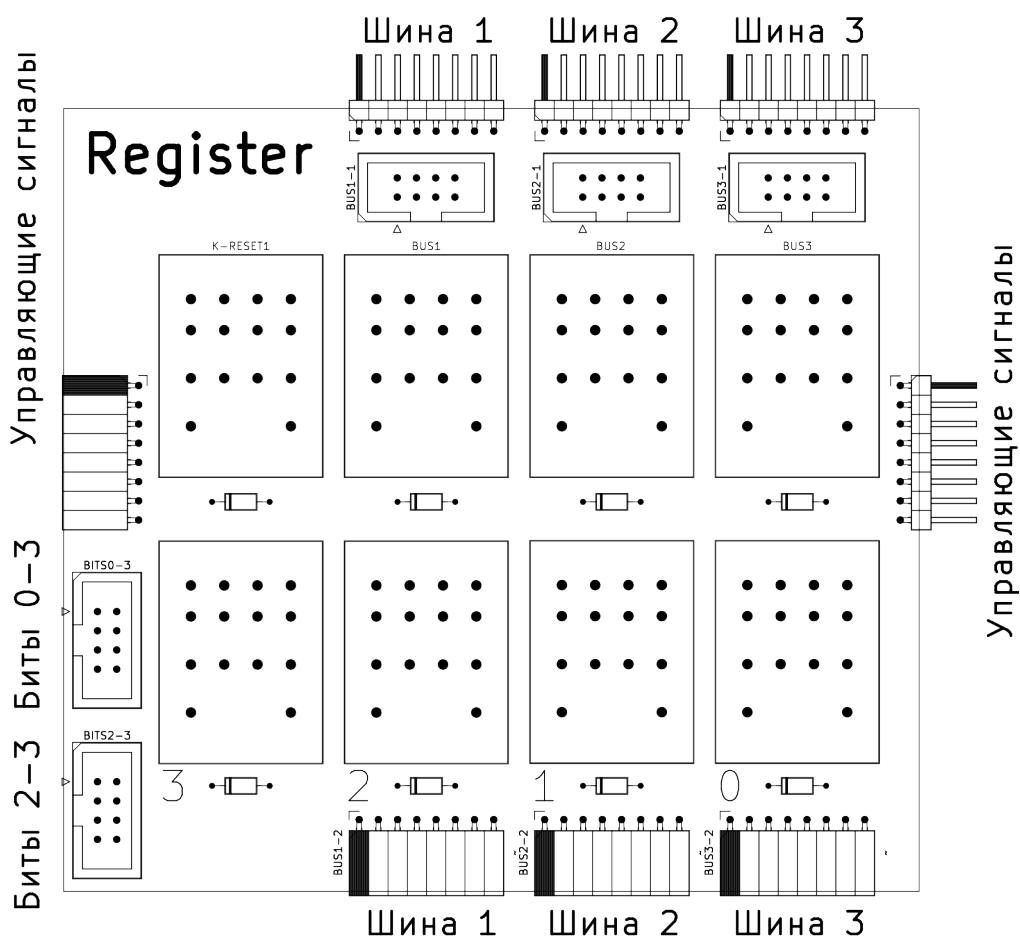 Шина 1 Шина 2 Шина 3
Управляющие сигналы
Register
BUS1-1
BUS2-1
BUS3-1
K-RESET1
BUS1
BUS2
BUS3
Управляющие сигналы
Биты 0-3
BITS0-3
Биты 2-3
BITS2-3
3
2
1
0
BUS1-2
~
BUS2-2
~
BUS3-2
~
Шина 1 Шина 2 Шина 3